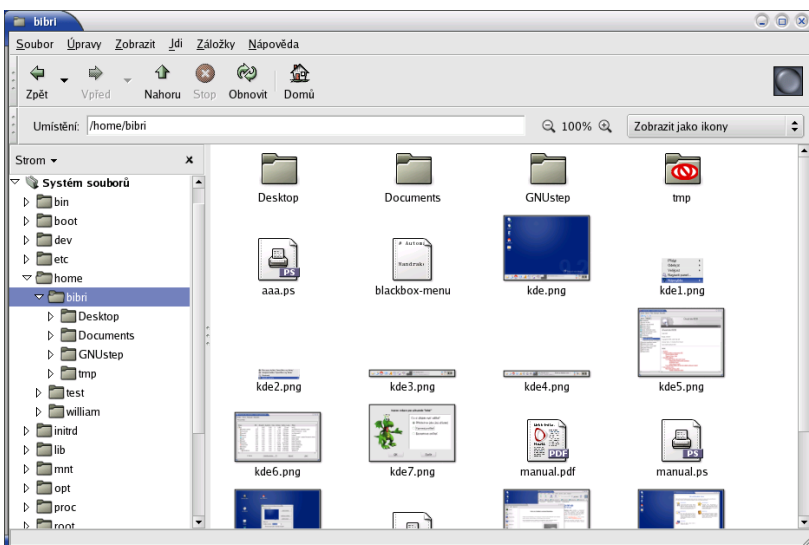 bibri
Soubor Úpravy Zobrazit Jdi Záložky Nápověda
Zpět Vpřed Nahoru Stop Obnovit Domů
Umístění: /home/bibri 100% Zobrazit jako ikony
Strom
Systém souborů
bin
boot
dev
etc
home
bibri
Desktop
Documents
GNUstep
tmp
test
william
initrd
lib
mnt
opt
proc
root
Desktop Documents GNUstep tmp
PS
aaa.ps blackbox-menu kde.png kde1.png
kde2.png kde3.png kde4.png kde5.png
PDF PS
kde6.png kde7.png manual.pdf manual.ps